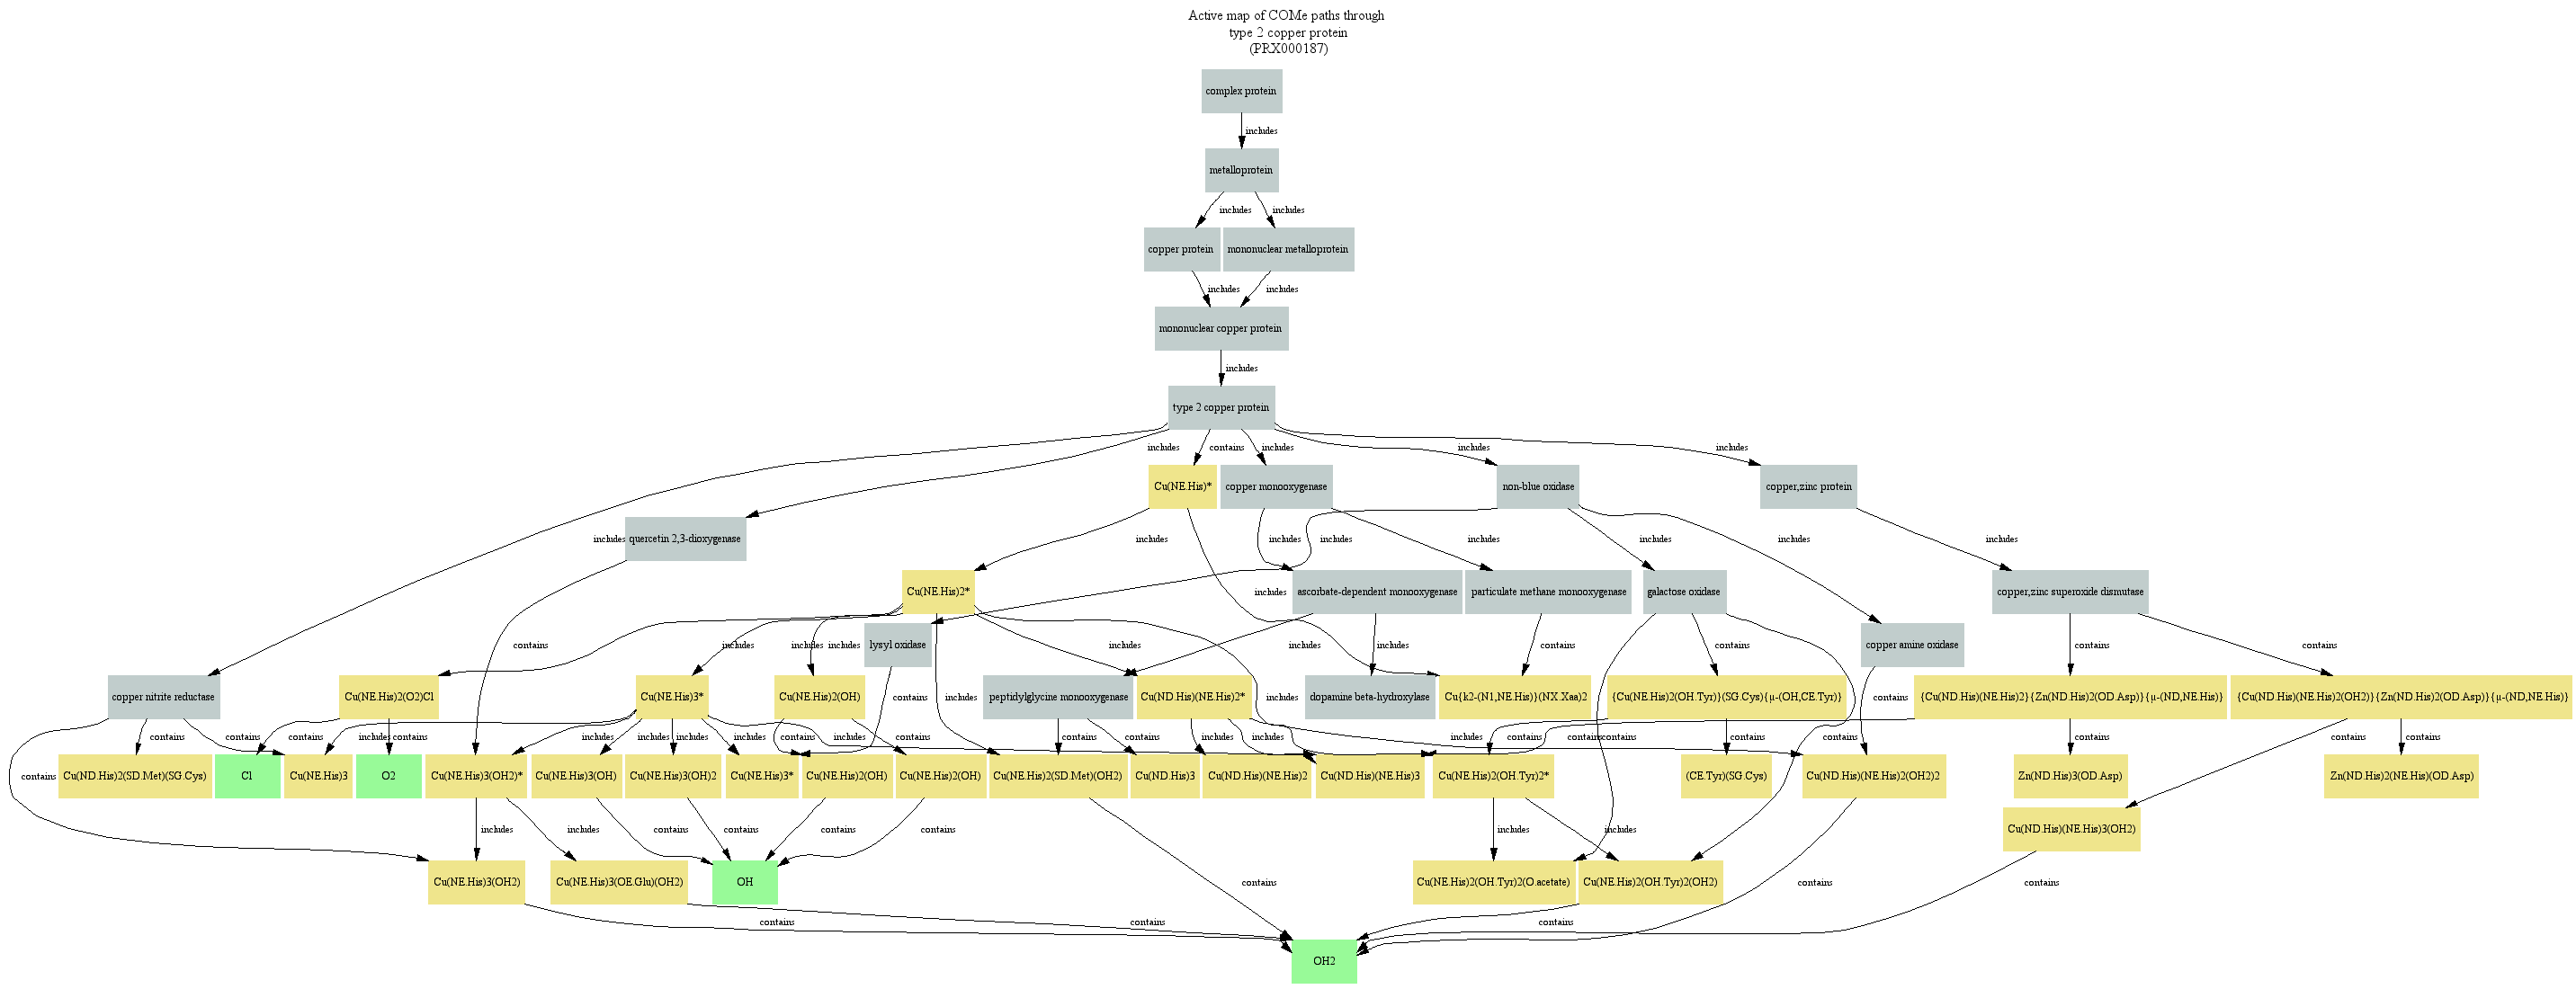 Active map of COMe paths through
type 2 copper protein
(PRX000187)
complex protein
includes
metalloprotein
includes includes
copper protein mononuclear metalloprotein
includes includes
mononuclear copper protein
includes
type 2 copper protein
includes contains includes includes includes
Cu(NE.His)* copper monooxygenase non-blue oxidase copper,zinc protein
includes quercetin 2,3-dioxygenase includes includes includes includes includes includes includes
Cu(NE.His)2* includes ascorbate-dependent monooxygenase particulate methane monooxygenase galactose oxidase copper,zinc superoxide dismutase
contains includes includes includes lysyl oxidase includes includes includes contains contains copper amine oxidase contains contains
copper nitrite reductase Cu(NE.His)2(O2)Cl Cu(NE.His)3* Cu(NE.His)2(OH) contains includes peptidylglycine monooxygenase Cu(ND.His)(NE.His)2* includes dopamine beta-hydroxylase Cu{k2-(N1,NE.His)}(NX.Xaa)2 {Cu(NE.His)2(OH.Tyr)}(SG.Cys){μ-(OH,CE.Tyr)} contains {Cu(ND.His)(NE.His)2}{Zn(ND.His)2(OD.Asp)}{μ-(ND,NE.His)} {Cu(ND.His)(NE.His)2(OH2)}{Zn(ND.His)2(OD.Asp)}{μ-(ND,NE.His)}
contains contains contains includes contains includes includes includes includes includes contains contains contains contains includes includes includes contains contains contains contains contains contains contains contains
contains Cu(ND.His)2(SD.Met)(SG.Cys) Cl Cu(NE.His)3 O2 Cu(NE.His)3(OH2)* Cu(NE.His)3(OH) Cu(NE.His)3(OH)2 Cu(NE.His)3* Cu(NE.His)2(OH) Cu(NE.His)2(OH) Cu(NE.His)2(SD.Met)(OH2) Cu(ND.His)3 Cu(ND.His)(NE.His)2 Cu(ND.His)(NE.His)3 Cu(NE.His)2(OH.Tyr)2* (CE.Tyr)(SG.Cys) Cu(ND.His)(NE.His)2(OH2)2 Zn(ND.His)3(OD.Asp) Zn(ND.His)2(NE.His)(OD.Asp)
includes includes contains contains contains contains includes includes Cu(ND.His)(NE.His)3(OH2)
Cu(NE.His)3(OH2) Cu(NE.His)3(OE.Glu)(OH2) OH contains Cu(NE.His)2(OH.Tyr)2(O.acetate) Cu(NE.His)2(OH.Tyr)2(OH2) contains contains
contains contains contains
OH2